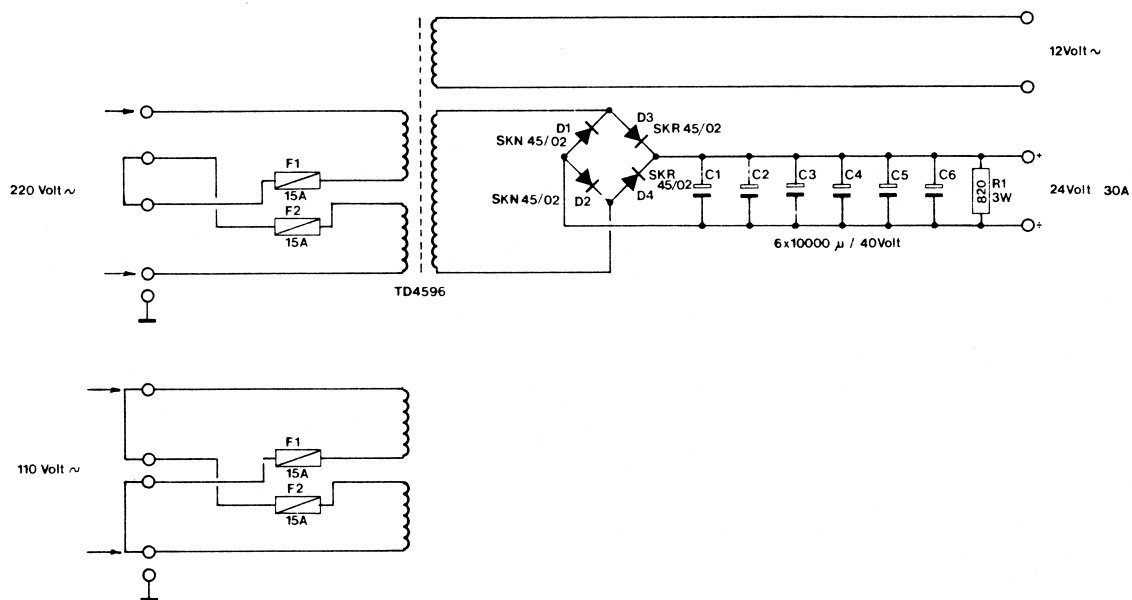 12Volt ~
D1
D3
SKN 45/02
SKR 45/02
F1
15A
220 Volt ~
F2
15A
SKN 45/02
D2
SKR
45/02
D4
C1
C2
C3
C4
C5
C6
820
R1
3W
+
24Volt 30A
÷
6x10000 µ / 40Volt
TD4596
F1
15A
110 Volt ~
F2
15A